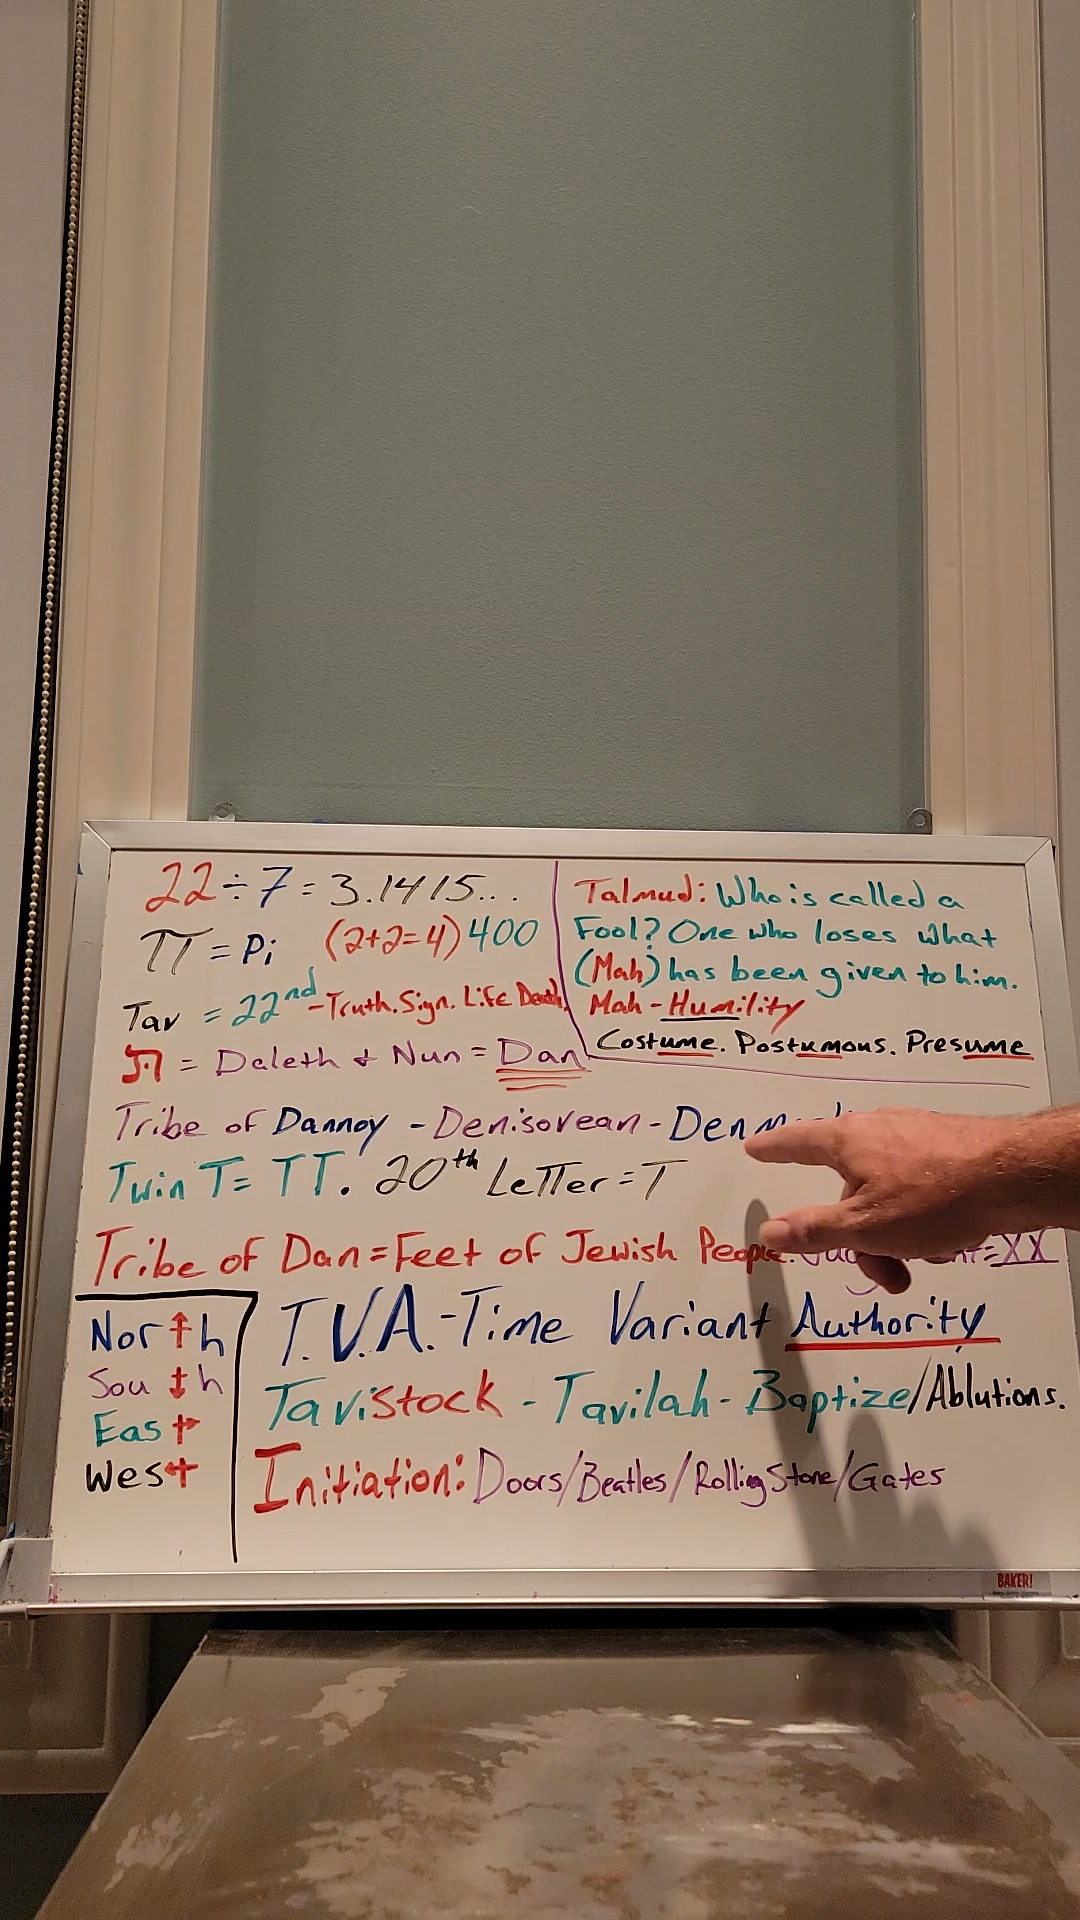 22÷7 = 3.1415...
π = Pi (2+2=4) 400
Tav = 22nd - Truth. Sign. Life Death.
ת = Daleth + Nun = Dan
Talmud: Who is called a
Fool? One who loses what
(Mah) has been given to him.
Mah - Humility
Costume. Postumous. Presume
Tribe of Dannoy - Denisovean -
Twin T = TT. 20th Letter = T
Tribe of Dan = Feet of Jewish People. =XX
North
South
East
West
T.V.A. - Time Variant Authority
Tavistock - Tavilah - Baptize/Ablutions.
Initiation: Doors/Beatles/Rolling Stone/Gates
BAKER!